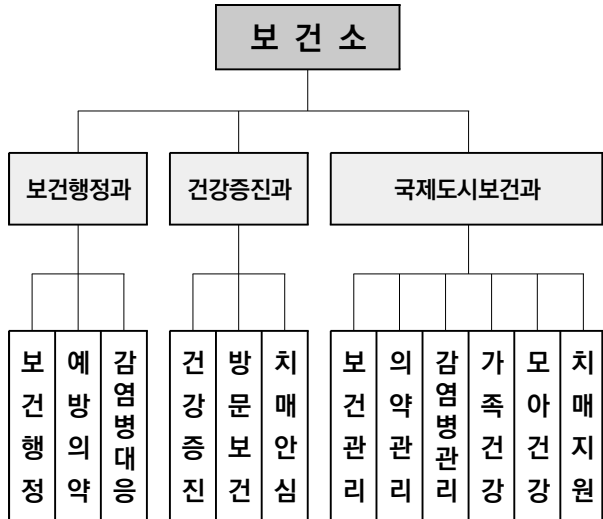 보 건 소
보건행정과
건강증진과
국제도시보건과
보건행정
예방의약
감염병대응
건강증진
방문보건
치매안심
보건관리
의약관리
감염병관리
가족건강
모아건강
치매지원